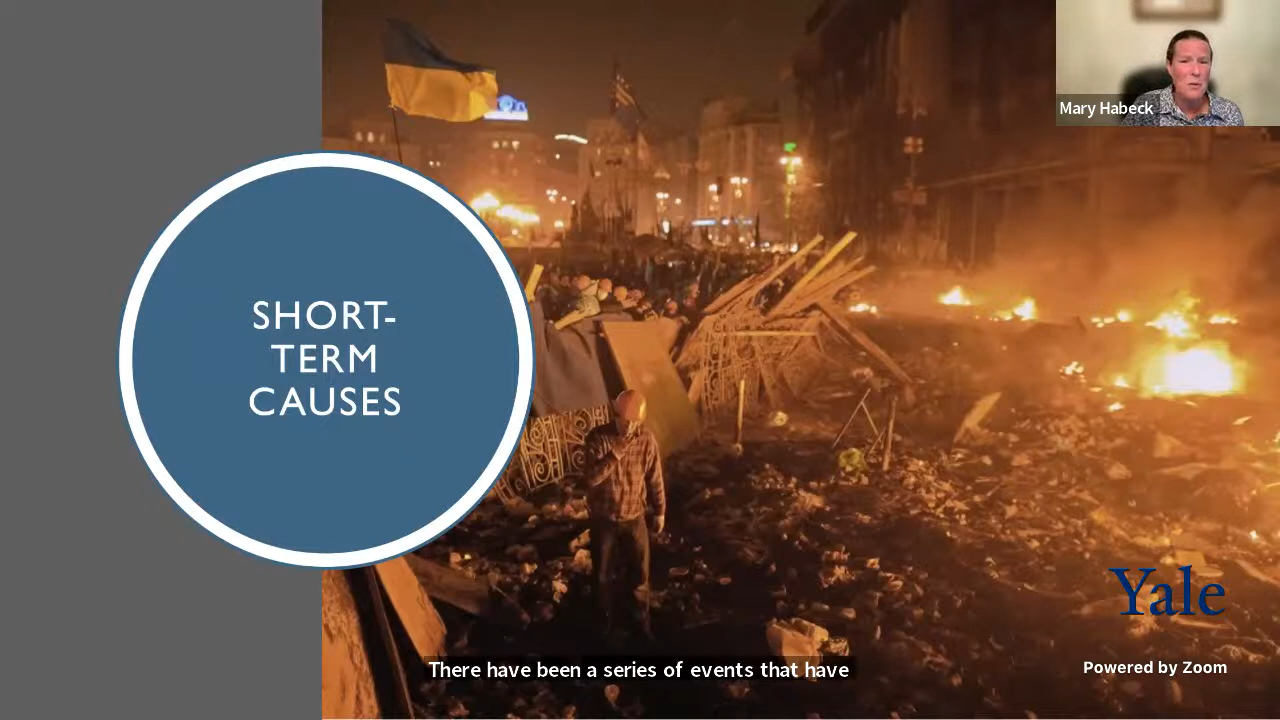 Mary Habeck
SHORT-
TERM
CAUSES
Yale
There have been a series of events that have
Powered by Zoom